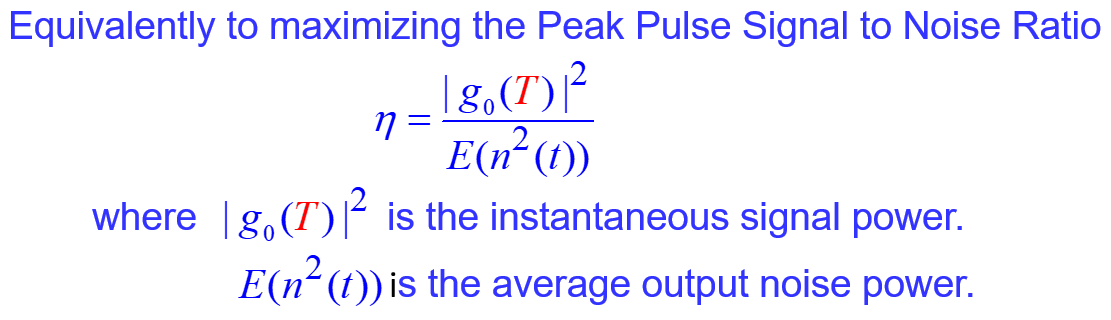 Equivalently to maximizing the Peak Pulse Signal to Noise Ratio
η = |g₀(T)|² / E(n²(t))
where |g₀(T)|² is the instantaneous signal power.
E(n²(t)) is the average output noise power.